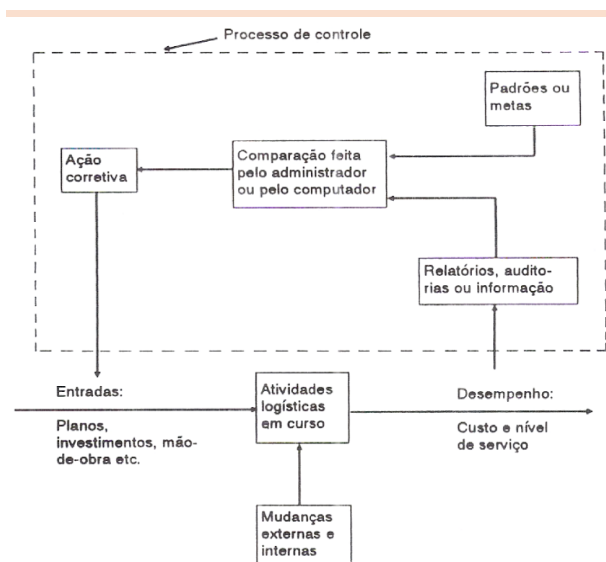 Processo de controle
Padrões ou
metas
Ação
corretiva
Comparação feita
pelo administrador
ou pelo computador
Relatórios, audito-
rias ou informação
Entradas:
Planos,
investimentos, mão-
de-obra etc.
Atividades
logísticas
em curso
Desempenho:
Custo e nível
de serviço
Mudanças
externas e
internas